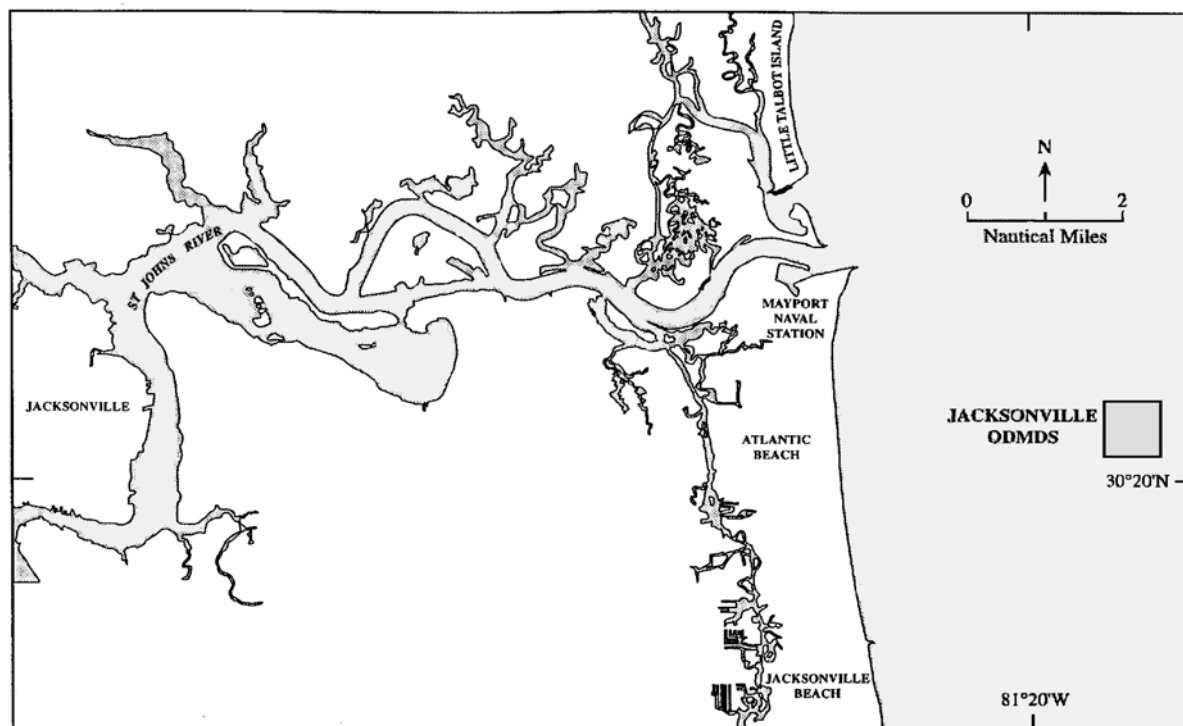 LITTLE TALBOT ISLAND
N
0 2
Nautical Miles
ST JOHNS RIVER
MAYPORT
NAVAL
STATION
JACKSONVILLE
JACKSONVILLE
ODMDS
ATLANTIC
BEACH
30°20'N
JACKSONVILLE
BEACH
81°20'W